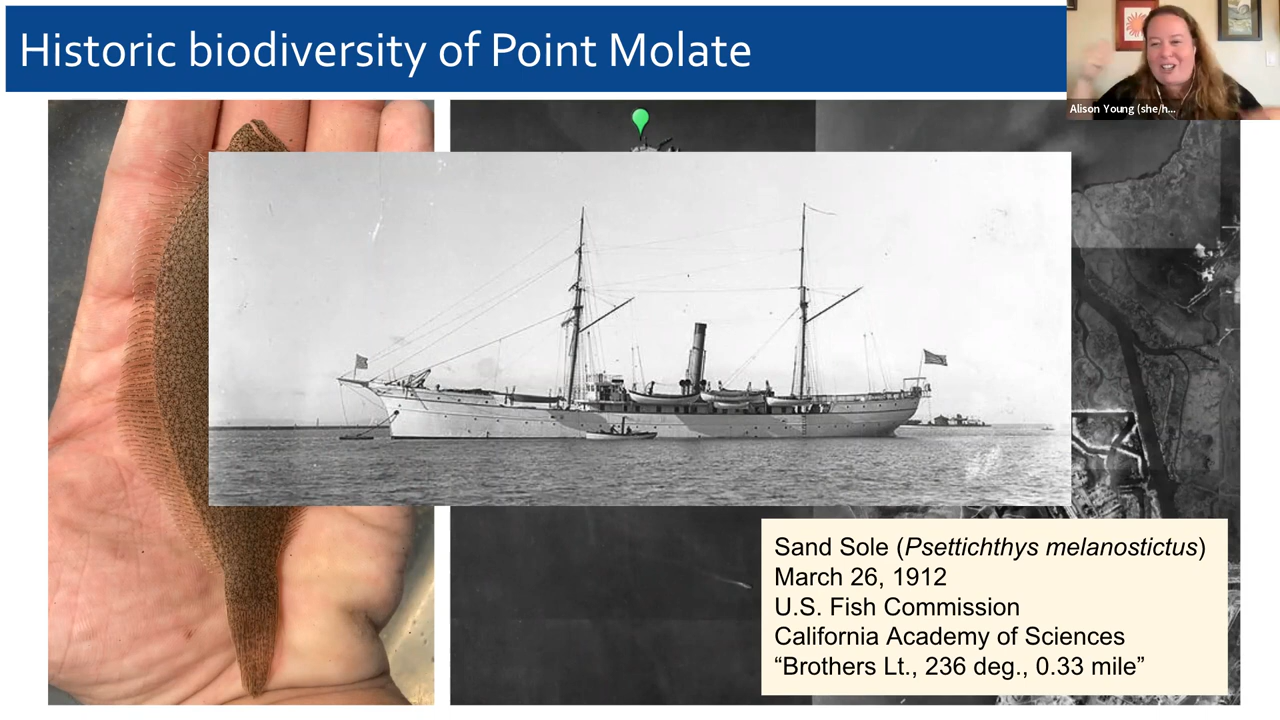 Historic biodiversity of Point Molate
Alison Young (she/h...
Sand Sole (Psettichthys melanostictus)
March 26, 1912
U.S. Fish Commission
California Academy of Sciences
“Brothers Lt., 236 deg., 0.33 mile”